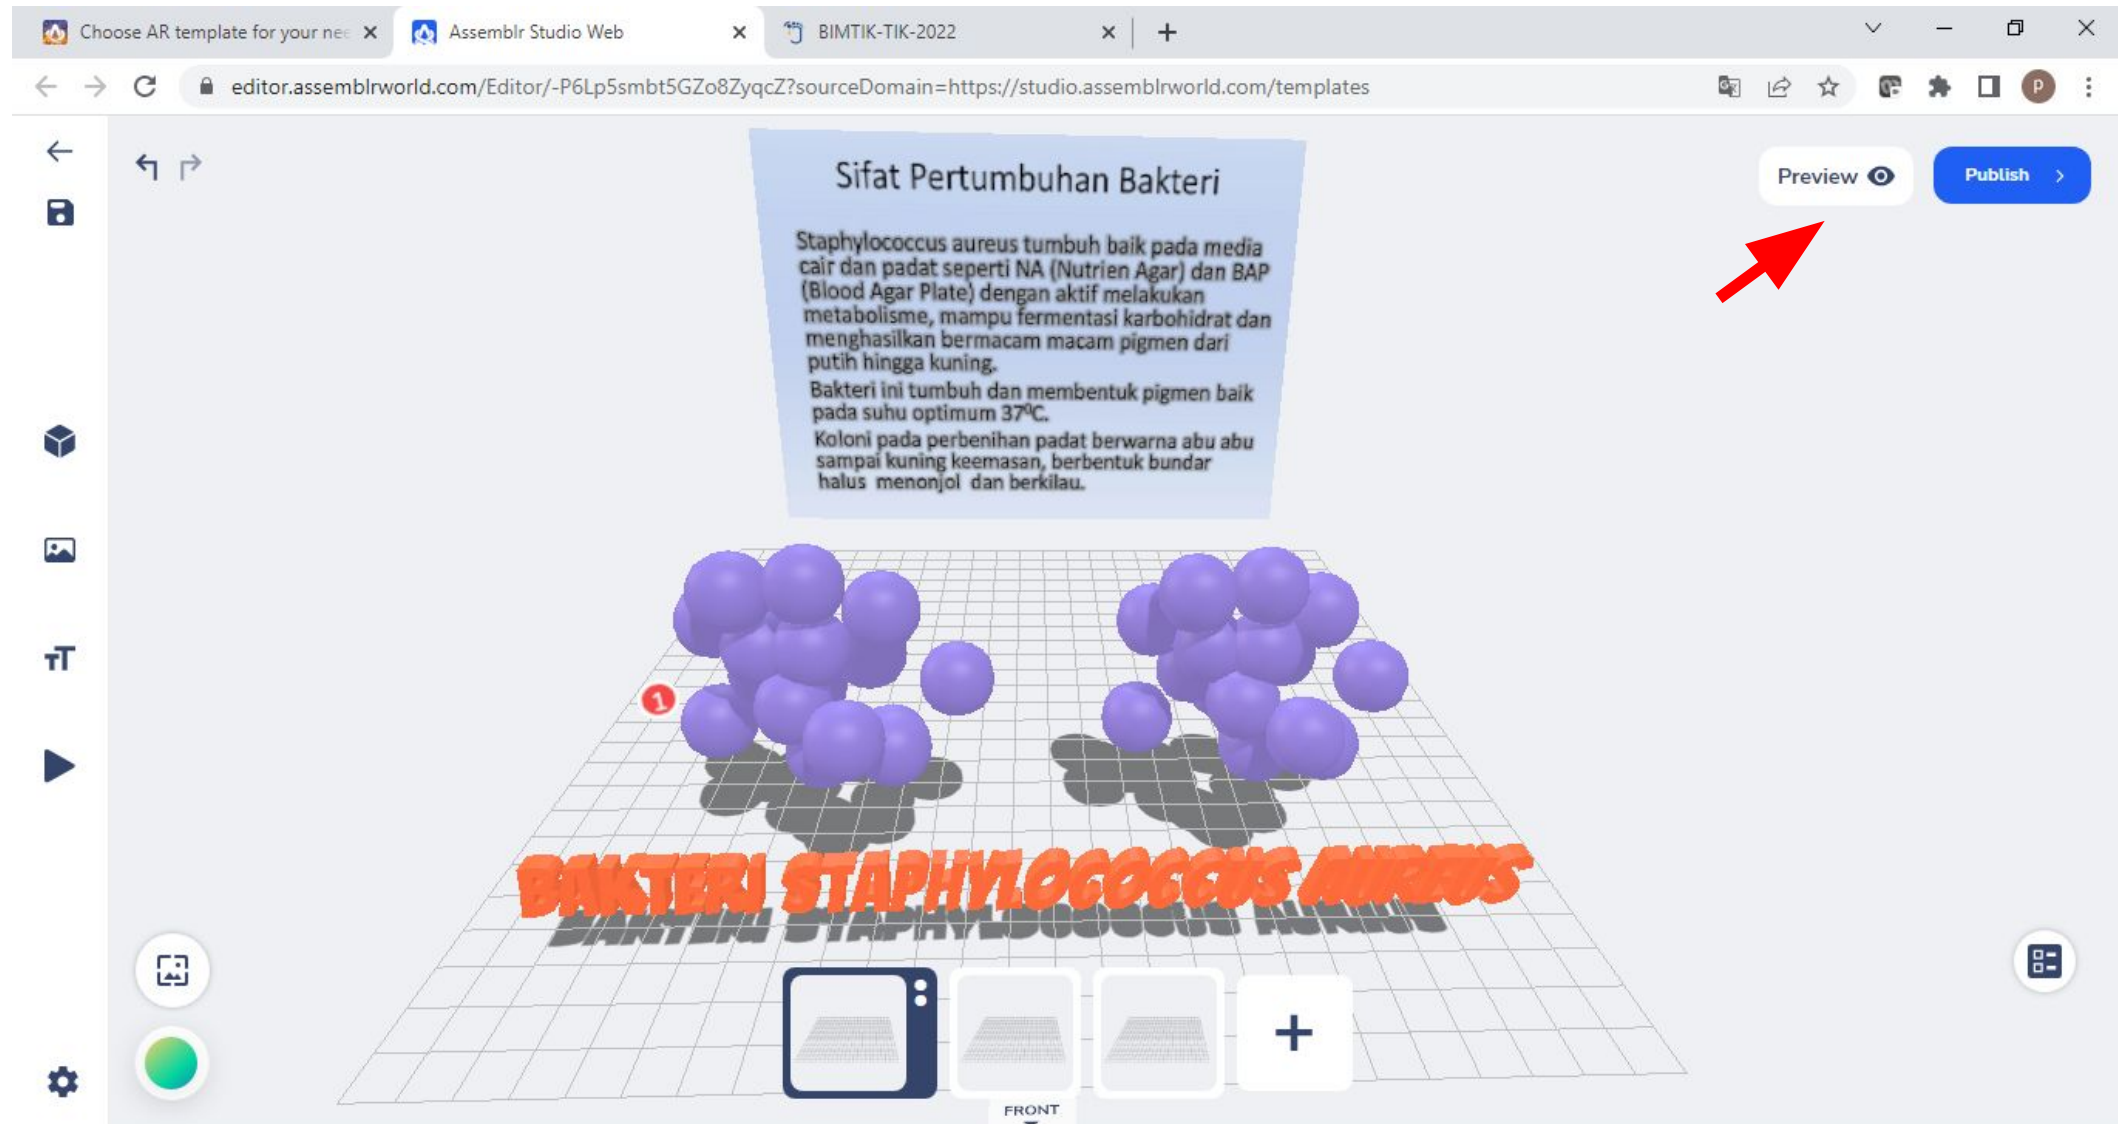 Choose AR template for your nee
Assemblr Studio Web
BIMTIK-TIK-2022
editor.assemblrworld.com/Editor/-P6Lp5smbt5GZo8ZyqcZ?sourceDomain=https://studio.assemblrworld.com/templates
P
Preview
Publish
Sifat Pertumbuhan Bakteri
Staphylococcus aureus tumbuh baik pada media
cair dan padat seperti NA (Nutrien Agar) dan BAP
(Blood Agar Plate) dengan aktif melakukan
metabolisme, mampu fermentasi karbohidrat dan
menghasilkan bermacam macam pigmen dari
putih hingga kuning.
Bakteri ini tumbuh dan membentuk pigmen baik
pada suhu optimum 37⁰C.
Koloni pada perbenihan padat berwarna abu abu
sampai kuning keemasan, berbentuk bundar
halus menonjol dan berkilau.
TT
1
BAKTERI STAPHYLOCOCCUS AUREUS
FRONT